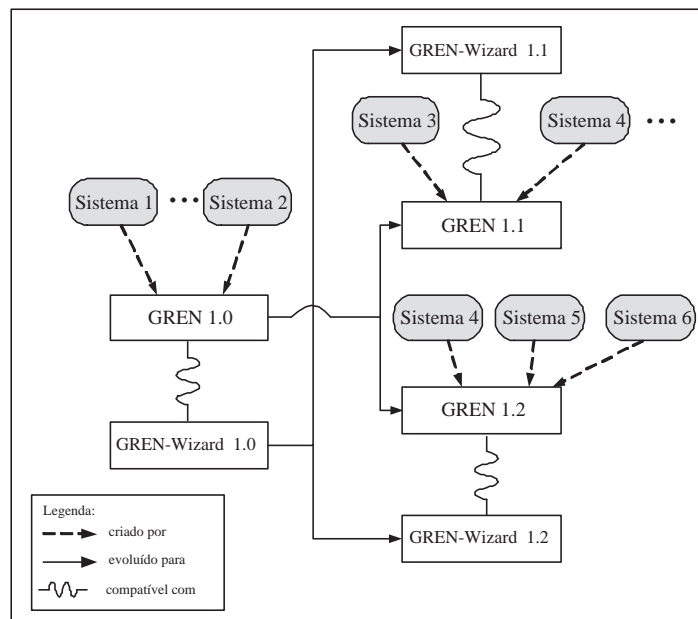 GREN-Wizard 1.1
Sistema 3
Sistema 4
•••
GREN 1.1
Sistema 1
•••
Sistema 2
GREN 1.0
GREN-Wizard 1.0
Sistema 4
Sistema 5
Sistema 6
GREN 1.2
GREN-Wizard 1.2
Legenda:
criado por
evoluído para
compatível com